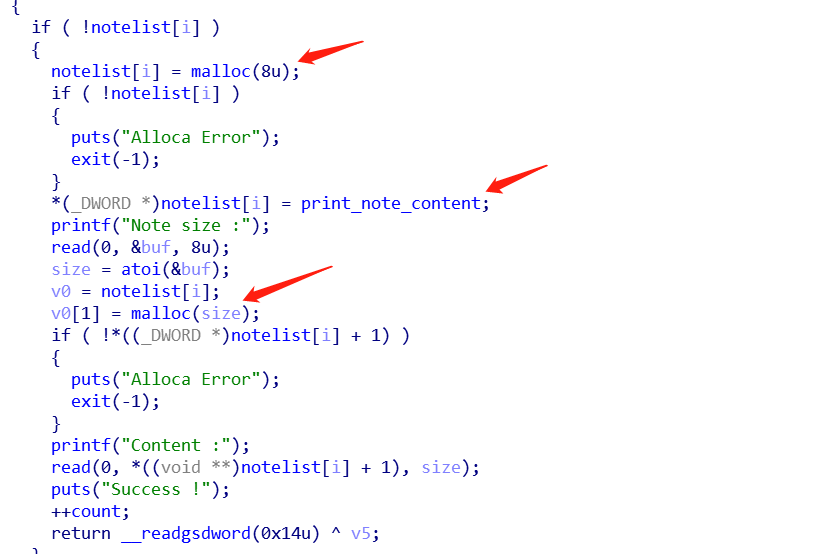 {
if ( !notelist[i] )
{
notelist[i] = malloc(8u);
if ( !notelist[i] )
{
puts("Alloca Error");
exit(-1);
}
*(_DWORD *)notelist[i] = print_note_content;
printf("Note size :");
read(0, &buf, 8u);
size = atoi(&buf);
v0 = notelist[i];
v0[1] = malloc(size);
if ( !*((_DWORD *)notelist[i] + 1) )
{
puts("Alloca Error");
exit(-1);
}
printf("Content :");
read(0, *((void **)notelist[i] + 1), size);
puts("Success !");
++count;
return __readgsdword(0x14u) ^ v5;
}